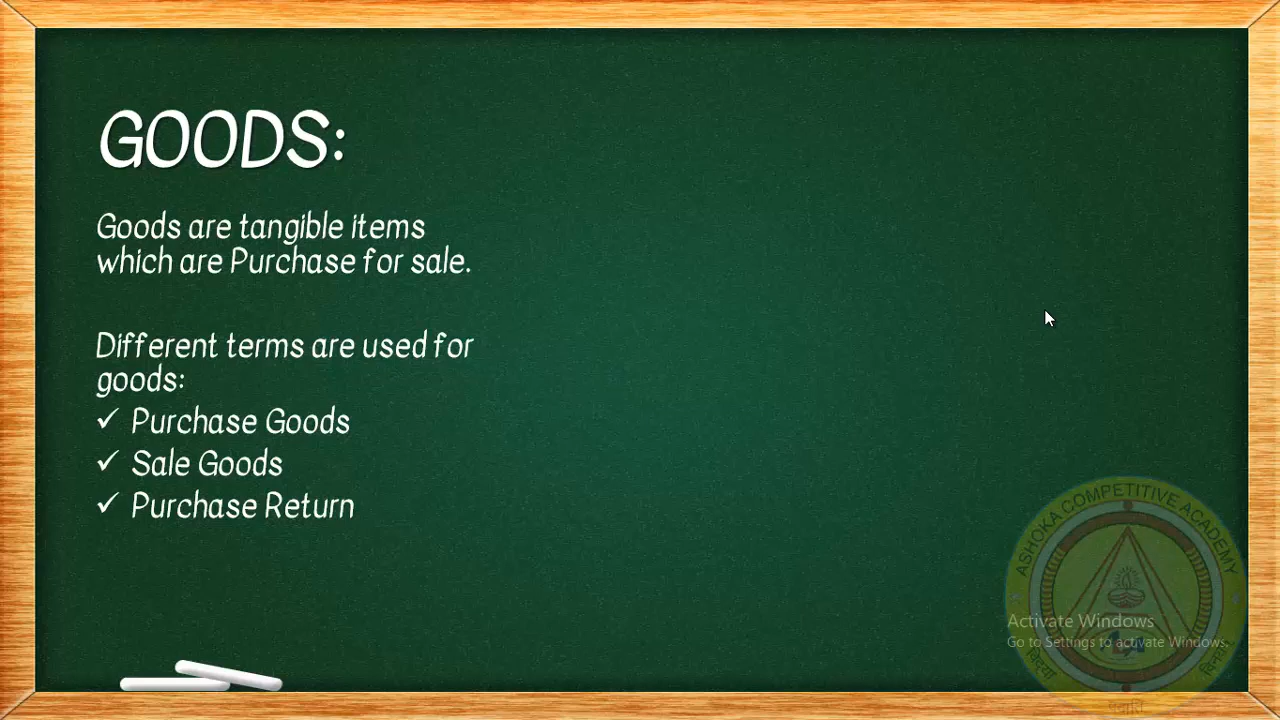 GOODS:
Goods are tangible items
which are Purchase for sale.
Different terms are used for
goods:
✓ Purchase Goods
✓ Sale Goods
✓ Purchase Return
ASHOKA COMPETITIVE ACADEMY
Activate Windows
Go to Settings to activate Windows.